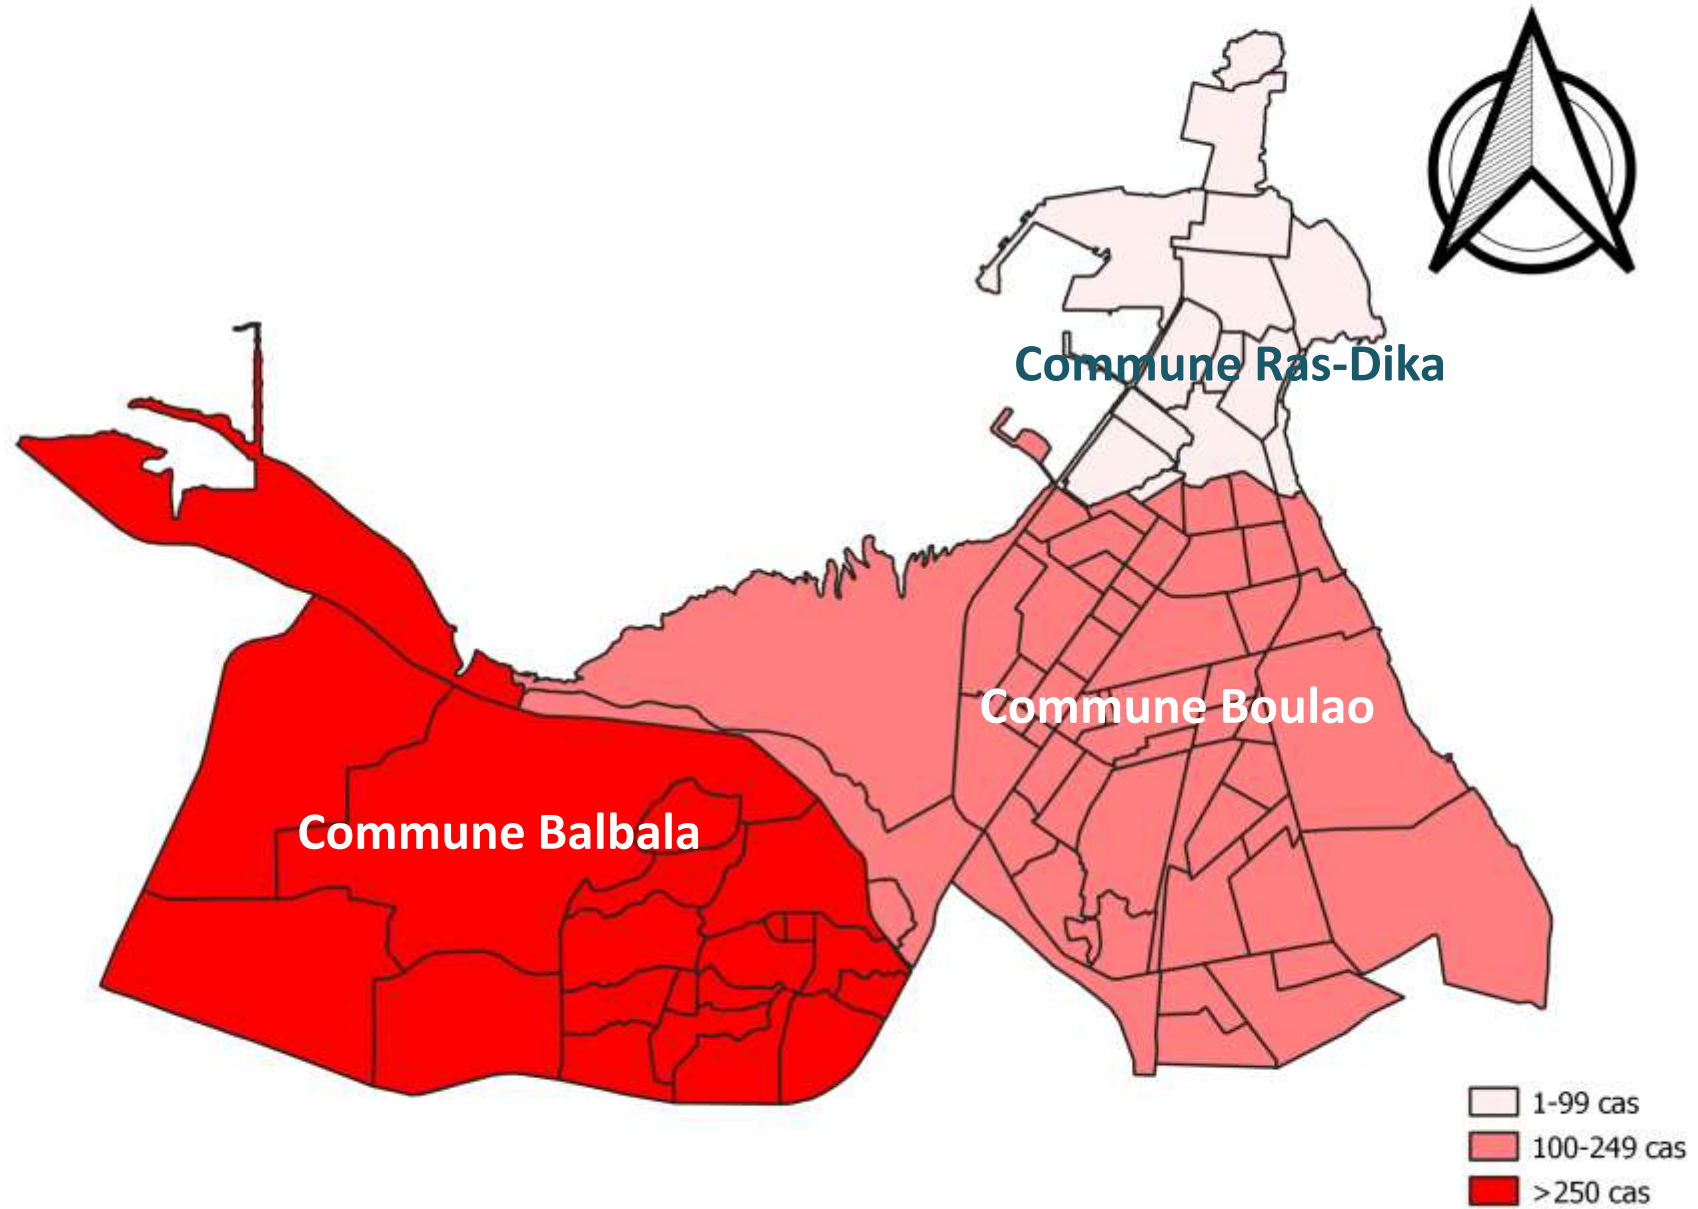 Commune Ras-Dika
Commune Boulao
Commune Balbala
1-99 cas
100-249 cas
>250 cas